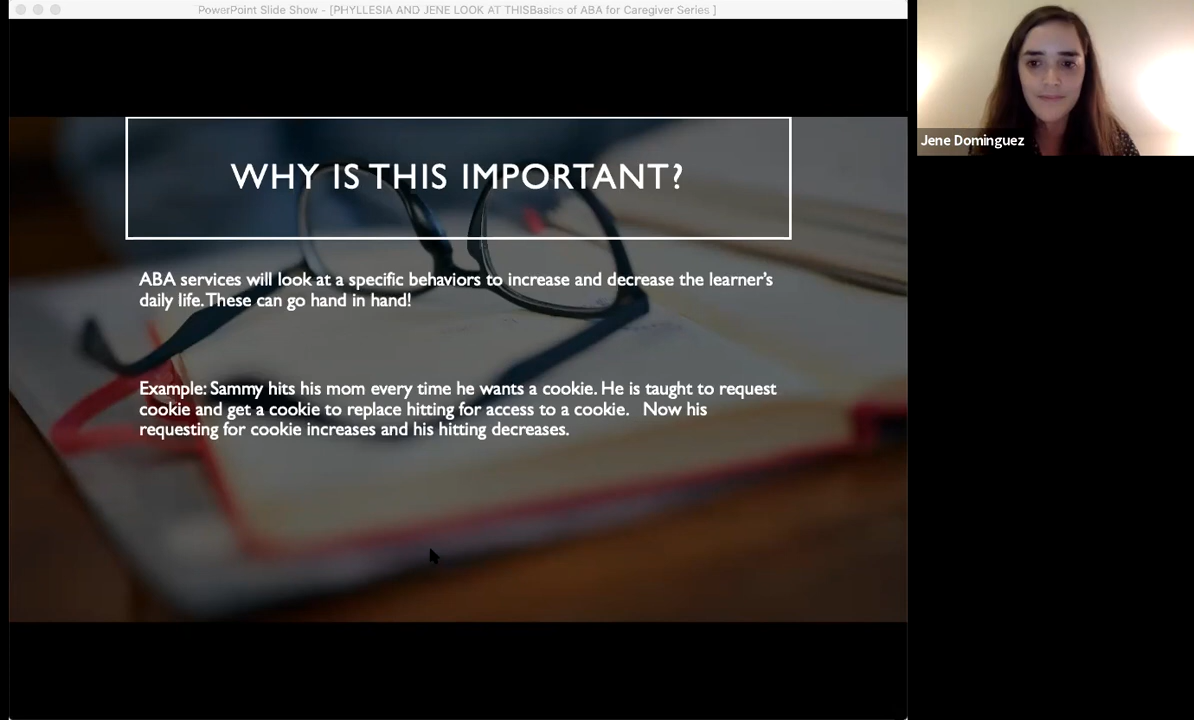 PowerPoint Slide Show - [PHYLLESIA AND JENE LOOK AT THISBasics of ABA for Caregiver Series ]
Jene Dominguez
WHY IS THIS IMPORTANT?
ABA services will look at a specific behaviors to increase and decrease the learner's
daily life. These can go hand in hand!
Example: Sammy hits his mom every time he wants a cookie. He is taught to request
cookie and get a cookie to replace hitting for access to a cookie.   Now his
requesting for cookie increases and his hitting decreases.